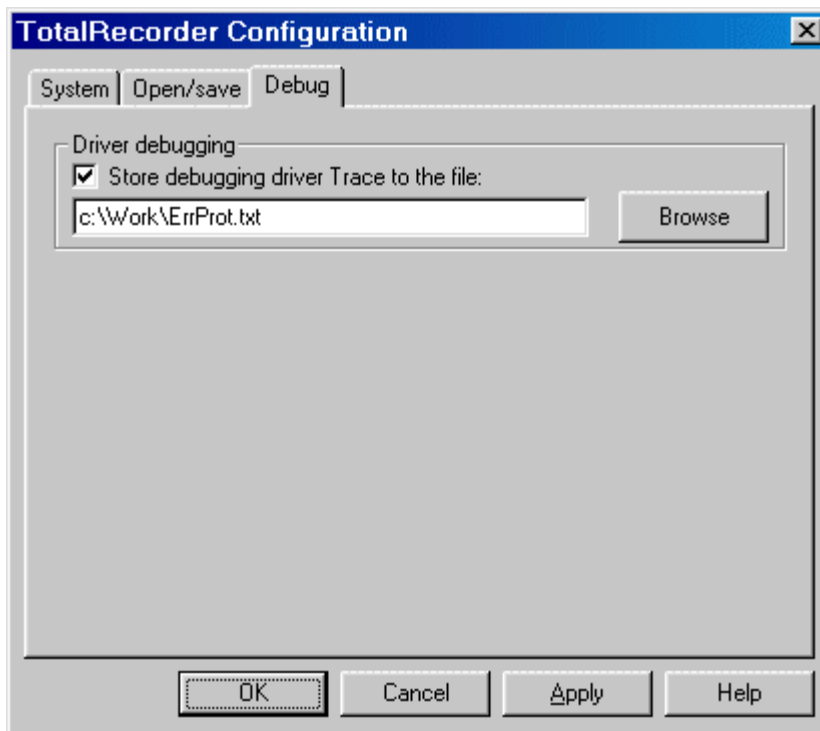 TotalRecorder Configuration
System Open/save Debug
Driver debugging
Store debugging driver Trace to the file:
c:\Work\ErrProt.txt Browse
OK Cancel Apply Help